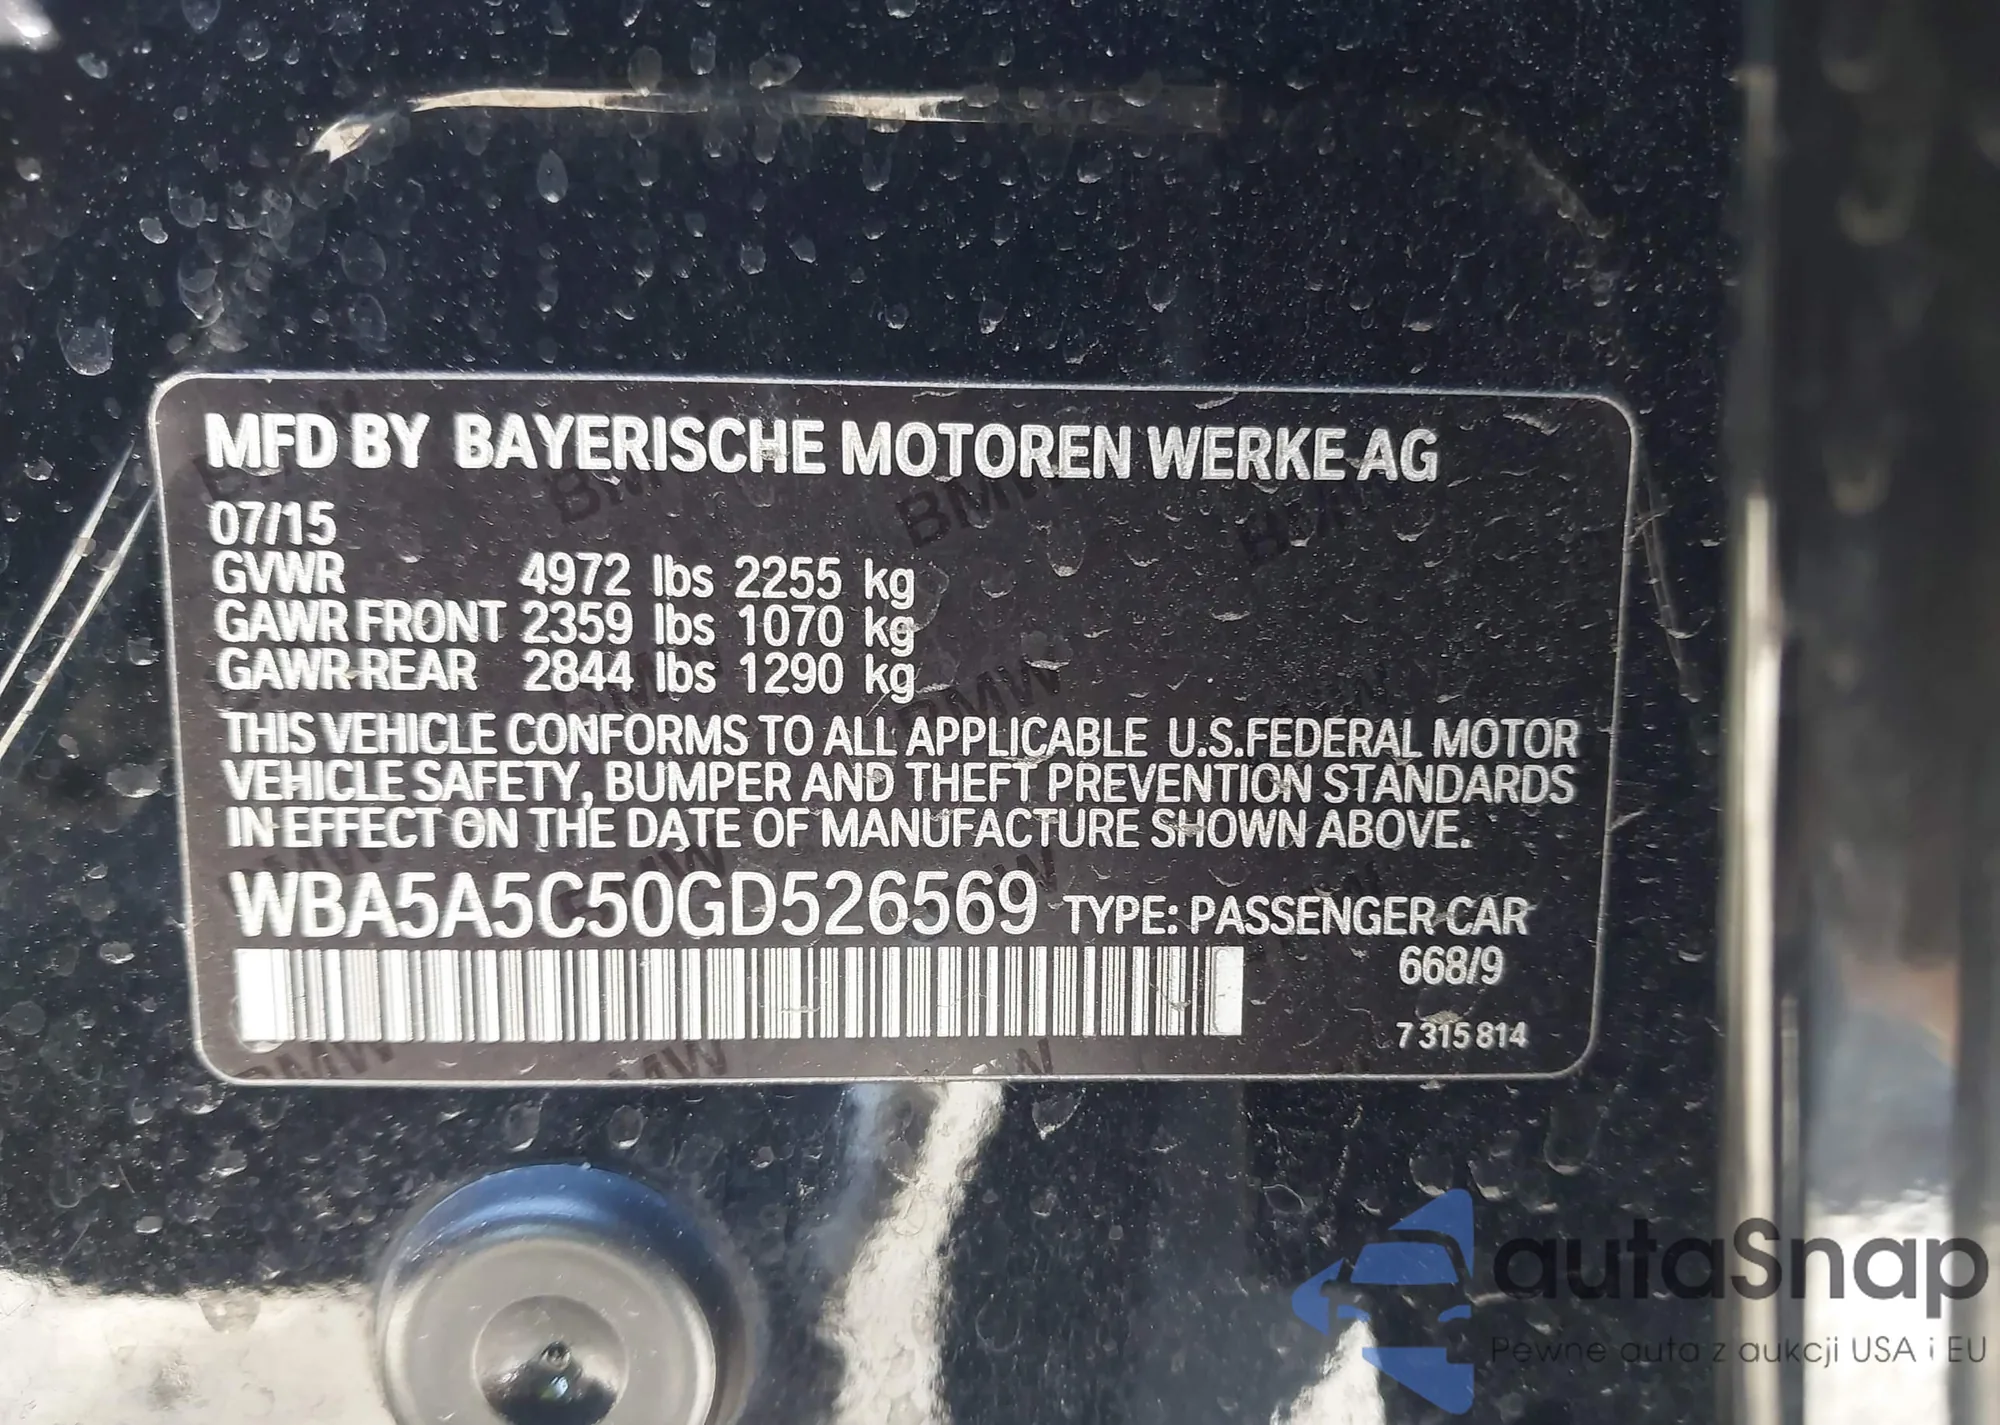 MFD BY BAYERISCHE MOTOREN WERKE AG
07/15
GVWR 4972 lbs 2255 kg
GAWR FRONT 2359 lbs 1070 kg
GAWR REAR 2844 lbs 1290 kg
THIS VEHICLE CONFORMS TO ALL APPLICABLE U.S.FEDERAL MOTOR
VEHICLE SAFETY, BUMPER AND THEFT PREVENTION STANDARDS
IN EFFECT ON THE DATE OF MANUFACTURE SHOWN ABOVE.
WBA5A5C50GD526569 TYPE: PASSENGER CAR
668/9
7 315 814
autaSnap
Pewne auta z aukcji USA i EU